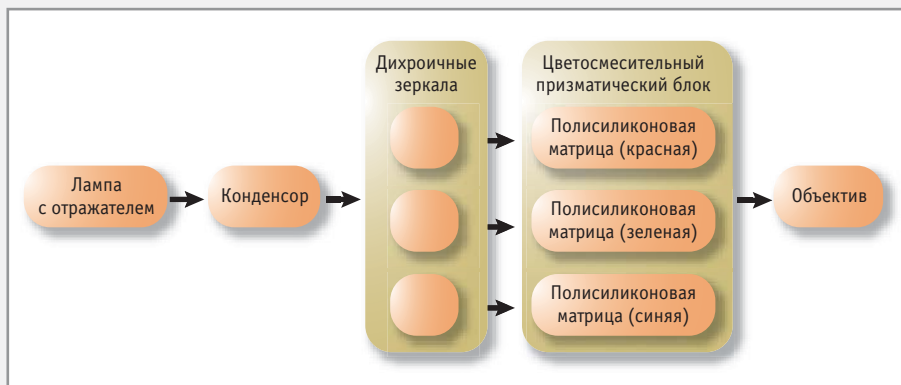 Дихроичные
зеркала
Цветосмесительный
призматический блок
Лампа
с отражателем
Конденсор
Полисиликоновая
матрица (красная)
Полисиликоновая
матрица (зеленая)
Полисиликоновая
матрица (синяя)
Объектив